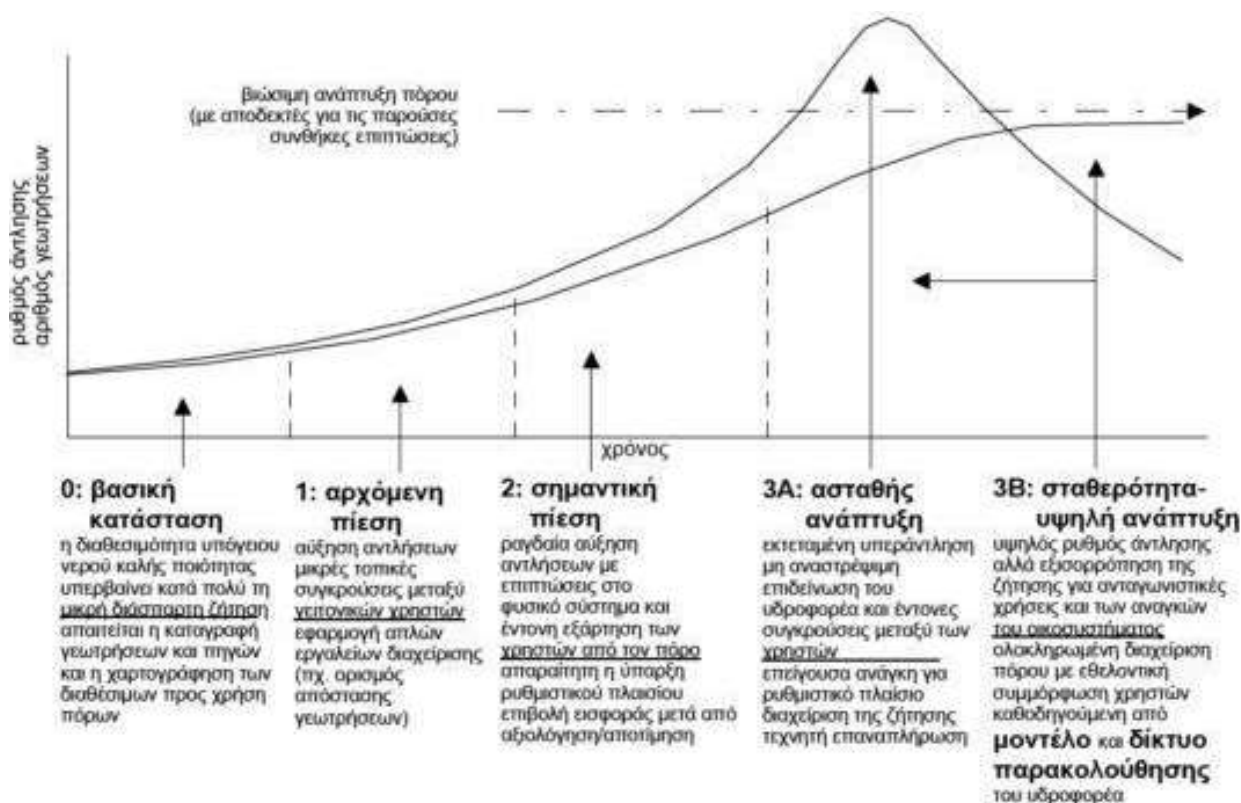 βιώσιμη ανάπτυξη πόρου
(με αποδεκτές για τις παρούσες
συνθήκες επιπτώσεις)
ρυθμός άντλησης
αριθμός γεωτρήσεων
χρόνος
0: βασική
κατάσταση
η διαθεσιμότητα υπόγειου
νερού καλής ποιότητας
υπερβαίνει κατά πολύ τη
μικρή διάσπαρτη ζήτηση
απαιτείται η καταγραφή
γεωτρήσεων και πηγών
και η χαρτογράφηση των
διαθέσιμων προς χρήση
πόρων
1: αρχόμενη
πίεση
αύξηση αντλήσεων
μικρές τοπικές
συγκρούσεις μεταξύ
γειτονικών χρηστών
εφαρμογή απλών
εργαλείων διαχείρισης
(πχ. ορισμός
απόστασης
γεωτρήσεων)
2: σημαντική
πίεση
ραγδαία αύξηση
αντλήσεων με
επιπτώσεις στο
φυσικό σύστημα και
έντονη εξάρτηση των
χρηστών από τον πόρο
απαραίτητη η ύπαρξη
ρυθμιστικού πλαισίου
επιβολή εισφοράς μετά από
αξιολόγηση/αποτίμηση
3Α: ασταθής
ανάπτυξη
εκτεταμένη υπεράντληση
μη αναστρέψιμη
επιδείνωση του
υδροφορέα και έντονες
συγκρούσεις μεταξύ των
χρηστών
επείγουσα ανάγκη για
ρυθμιστικό πλαίσιο
διαχείριση της ζήτησης
τεχνητή επαναπλήρωση
3Β: σταθερότητα-
υψηλή ανάπτυξη
υψηλός ρυθμός άντλησης
αλλά εξισορρόπηση της
ζήτησης για ανταγωνιστικές
χρήσεις και των αναγκών
του οικοσυστήματος
ολοκληρωμένη διαχείριση
πόρου με εθελοντική
συμμόρφωση χρηστών
καθοδηγούμενη από
μοντέλο και δίκτυο
παρακολούθησης
του υδροφορέα